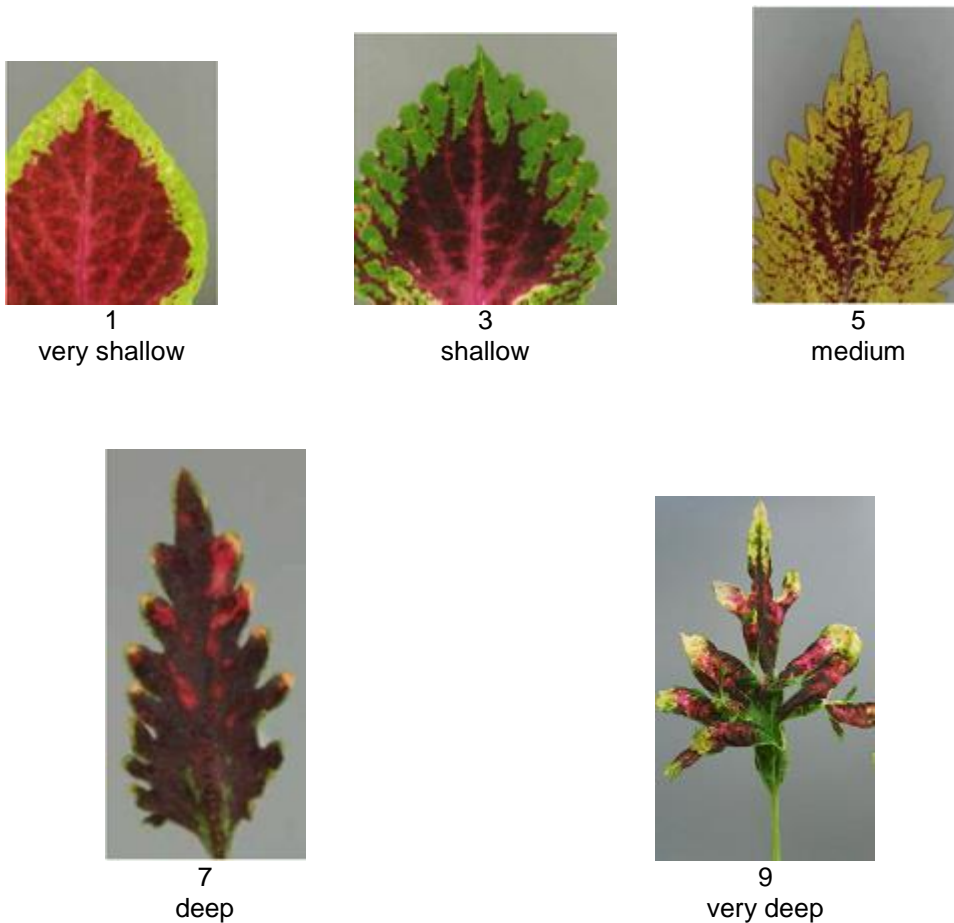 1
very shallow
3
shallow
5
medium
7
deep
9
very deep